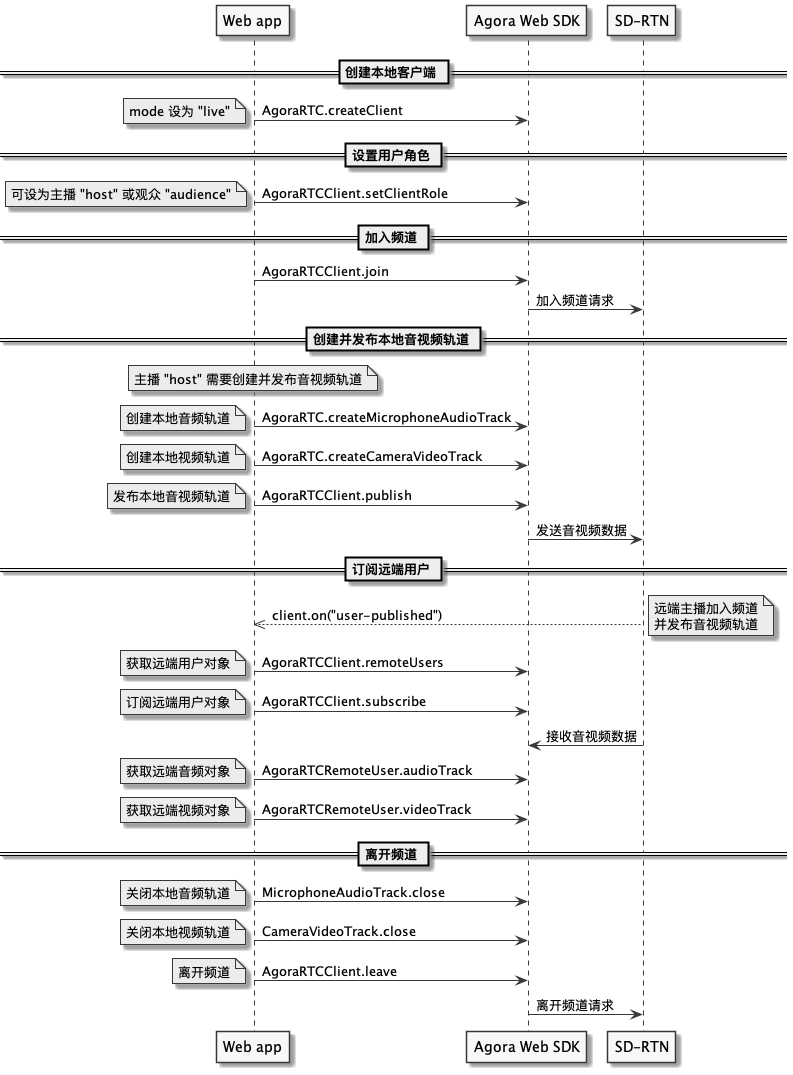 Web app
Agora Web SDK
SD-RTN
创建本地客户端
mode 设为 "live"
AgoraRTC.createClient
设置用户角色
可设为主播 "host" 或观众 "audience"
AgoraRTCClient.setClientRole
加入频道
AgoraRTCClient.join
加入频道请求
创建并发布本地音视频轨道
主播 "host" 需要创建并发布音视频轨道
创建本地音频轨道
AgoraRTC.createMicrophoneAudioTrack
创建本地视频轨道
AgoraRTC.createCameraVideoTrack
发布本地音视频轨道
AgoraRTCClient.publish
发送音视频数据
订阅远端用户
client.on("user-published")
远端主播加入频道
并发布音视频轨道
获取远端用户对象
AgoraRTCClient.remoteUsers
订阅远端用户对象
AgoraRTCClient.subscribe
接收音视频数据
获取远端音频对象
AgoraRTCRemoteUser.audioTrack
获取远端视频对象
AgoraRTCRemoteUser.videoTrack
离开频道
关闭本地音频轨道
MicrophoneAudioTrack.close
关闭本地视频轨道
CameraVideoTrack.close
离开频道
AgoraRTCClient.leave
离开频道请求
Web app
Agora Web SDK
SD-RTN